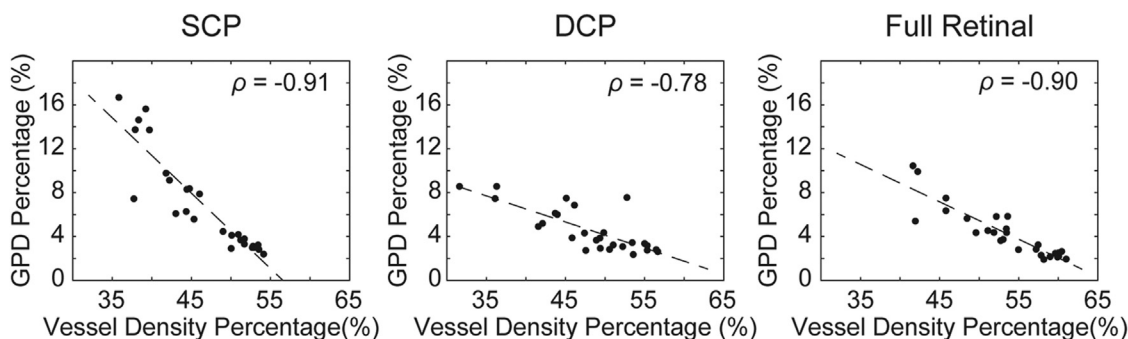 SCP
DCP
Full Retinal
ρ = -0.91
ρ = -0.78
ρ = -0.90
GPD Percentage (%)
GPD Percentage (%)
GPD Percentage (%)
16
12
8
4
0
16
12
8
4
0
16
12
8
4
0
35 45 55 65
35 45 55 65
35 45 55 65
Vessel Density Percentage(%)
Vessel Density Percentage(%)
Vessel Density Percentage(%)